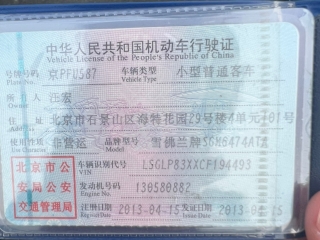 中华人民共和国机动车行驶证
Vehicle License of the People's Republic of China
号牌号码 京PFU587 车辆类型 小型普通客车
Plate No. Vehicle Type
所有人 汪宏
Owner
住址 北京市石景山区海特花园29号楼4单元101号
Address
使用性质 非营运 品牌型号 雪佛兰牌SGM6474ATA
北京市公安局公安交通管理局
车辆识别代号 LSGLP83XXCF194493
VIN
发动机号码 130580882
Engine No.
注册日期 2013-04-15 发证日期 2013-04-15
Register Date Issue Date